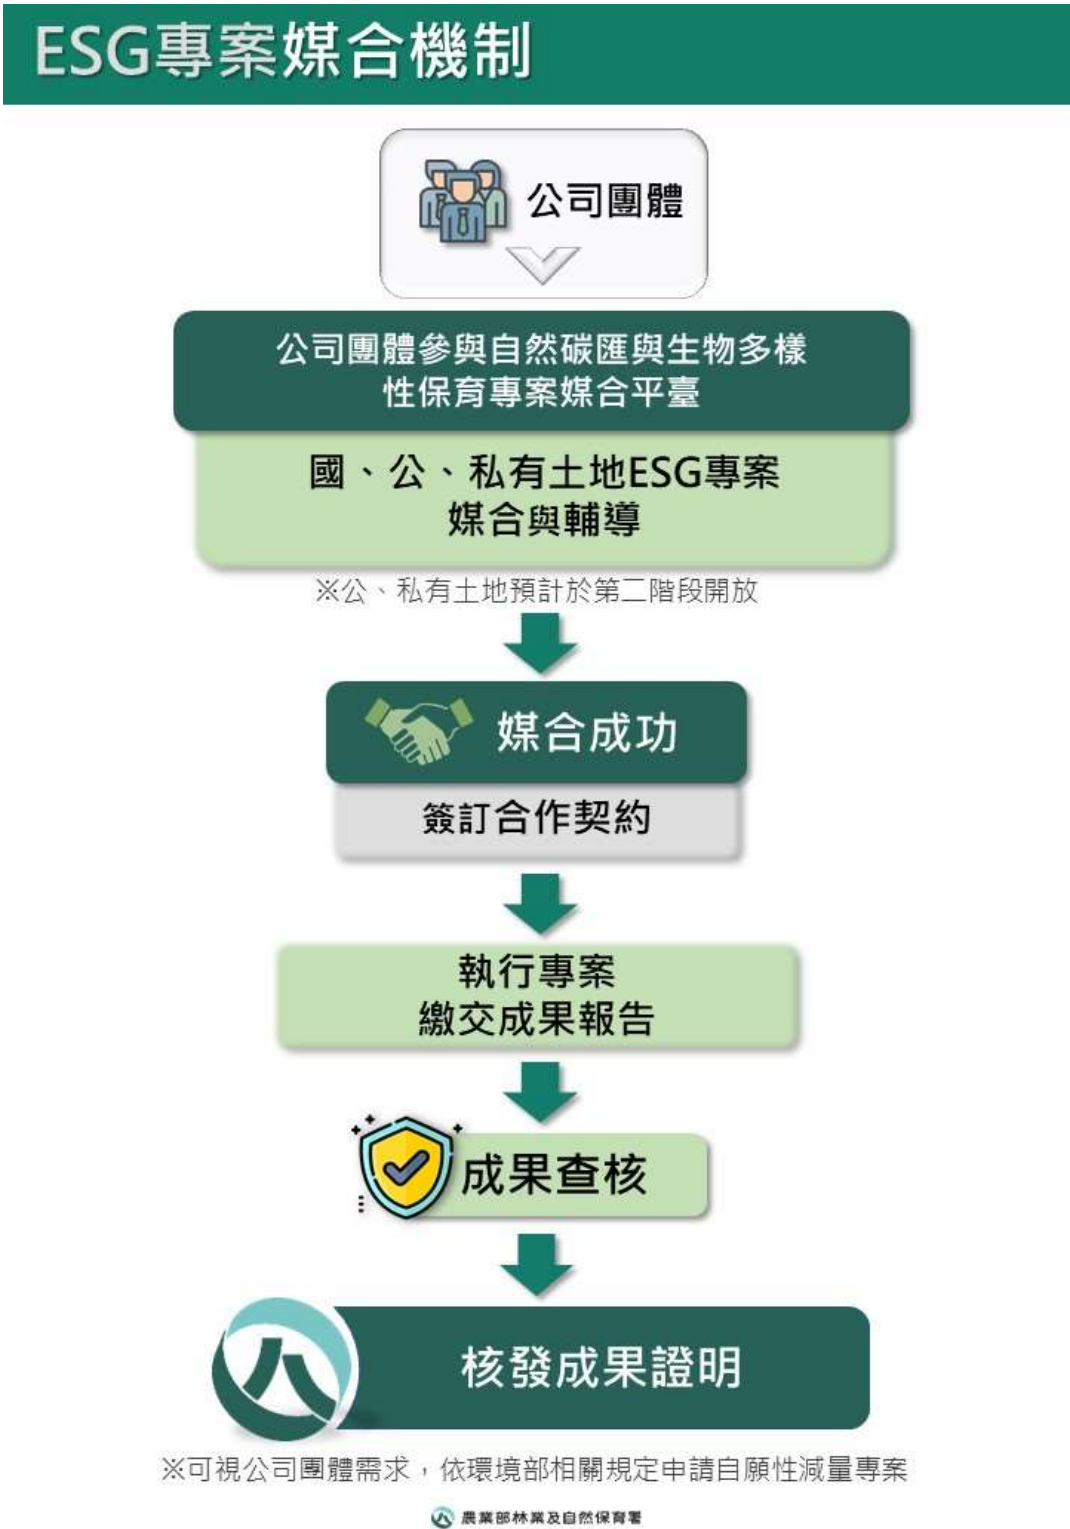 ESG專案媒合機制
公司團體
公司團體參與自然碳匯與生物多樣
性保育專案媒合平臺
國、公、私有土地ESG專案
媒合與輔導
※公、私有土地預計於第二階段開放
媒合成功
簽訂合作契約
執行專案
繳交成果報告
成果查核
核發成果證明
※可視公司團體需求，依環境部相關規定申請自願性減量專案
農業部林業及自然保育署